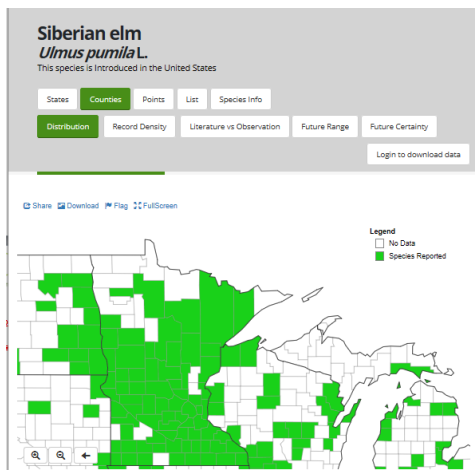 Siberian elm
Ulmus pumila L.
This species is Introduced in the United States
States Counties Points List Species Info
Distribution Record Density Literature vs Observation Future Range Future Certainty
Login to download data
Share Download Flag FullScreen
Legend
No Data
Species Reported